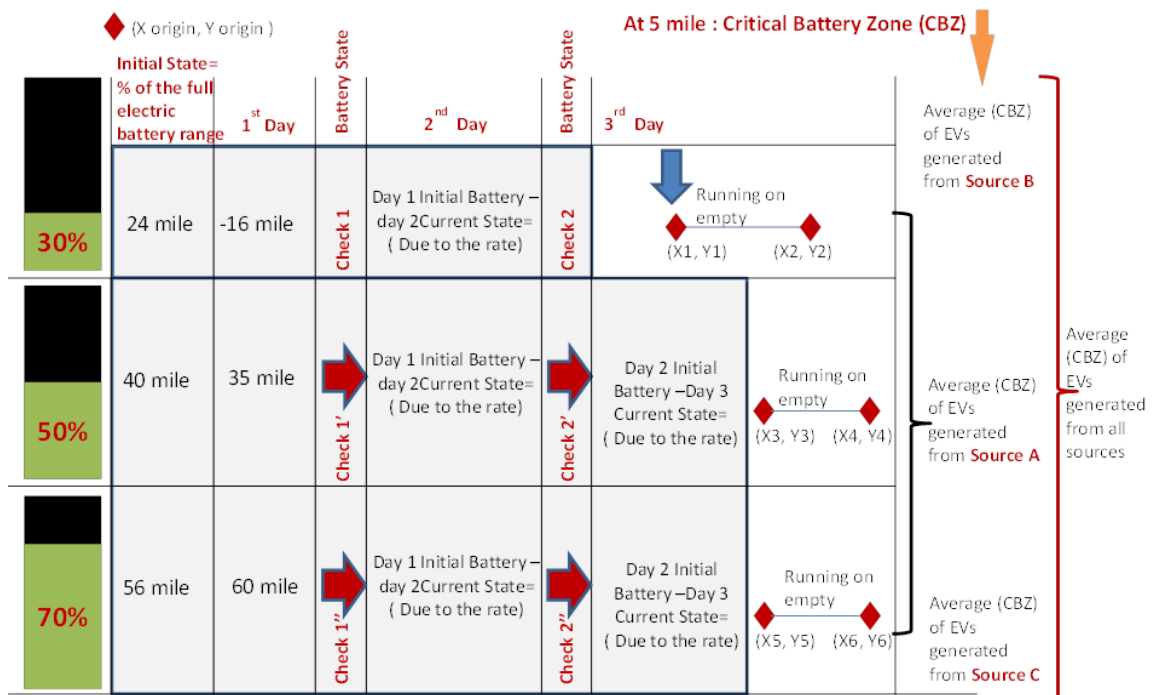 (X origin, Y origin )
At 5 mile : Critical Battery Zone (CBZ)
Initial State=
% of the full
electric
battery range
1st Day
Battery State
2nd Day
Battery State
3rd Day
Average (CBZ)
of EVs
generated
from Source B
30%
24 mile
-16 mile
Check 1
Day 1 Initial Battery –
day 2Current State=
( Due to the rate)
Check 2
Running on
empty
(X1, Y1)
(X2, Y2)
50%
40 mile
35 mile
Check 1'
Day 1 Initial Battery –
day 2Current State=
( Due to the rate)
Check 2'
Day 2 Initial
Battery –Day 3
Current State=
( Due to the rate)
Running on
empty
(X3, Y3)
(X4, Y4)
Average (CBZ)
of EVs
generated
from Source A
Average
(CBZ) of
EVs
generated
from all
sources
70%
56 mile
60 mile
Check 1''
Day 1 Initial Battery –
day 2Current State=
( Due to the rate)
Check 2''
Day 2 Initial
Battery –Day 3
Current State=
( Due to the rate)
Running on
empty
(X5, Y5)
(X6, Y6)
Average (CBZ)
of EVs
generated
from Source C